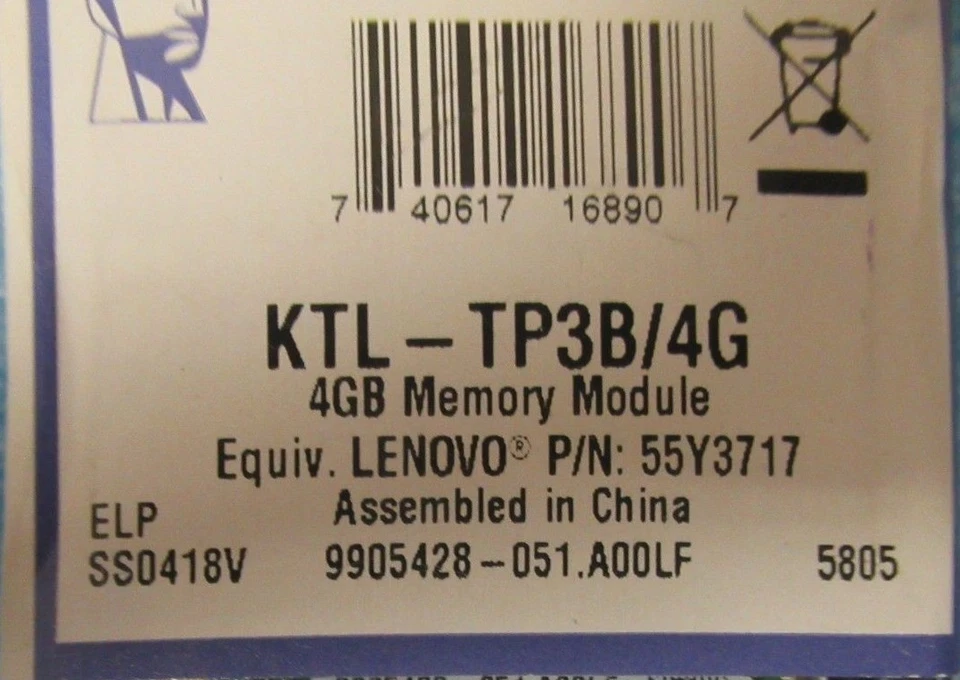 7 40617 16890 7
KTL-TP3B/4G
4GB Memory Module
Equiv. LENOVO® P/N: 55Y3717
Assembled in China
ELP
SS0418V 9905428-051.A00LF 5805